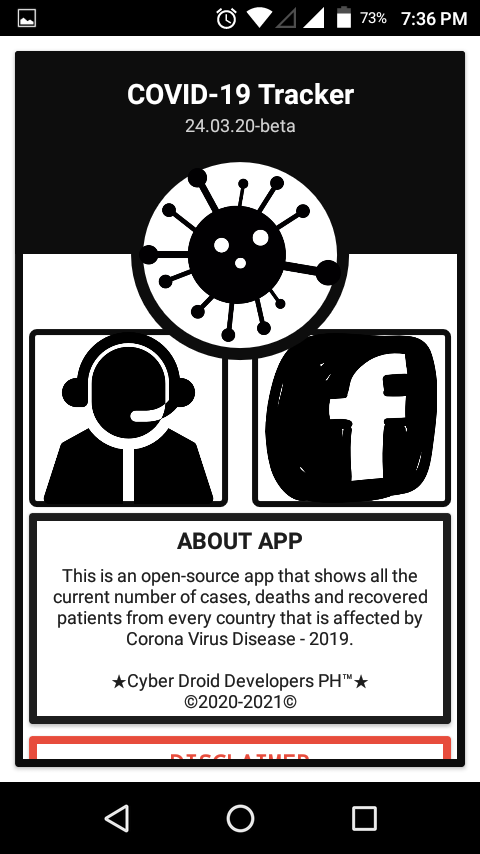 73% 7:36 PM
COVID-19 Tracker
24.03.20-beta
ABOUT APP
This is an open-source app that shows all the
current number of cases, deaths and recovered
patients from every country that is affected by
Corona Virus Disease - 2019.
★Cyber Droid Developers PH™★
©2020-2021©
DISCLAIMER